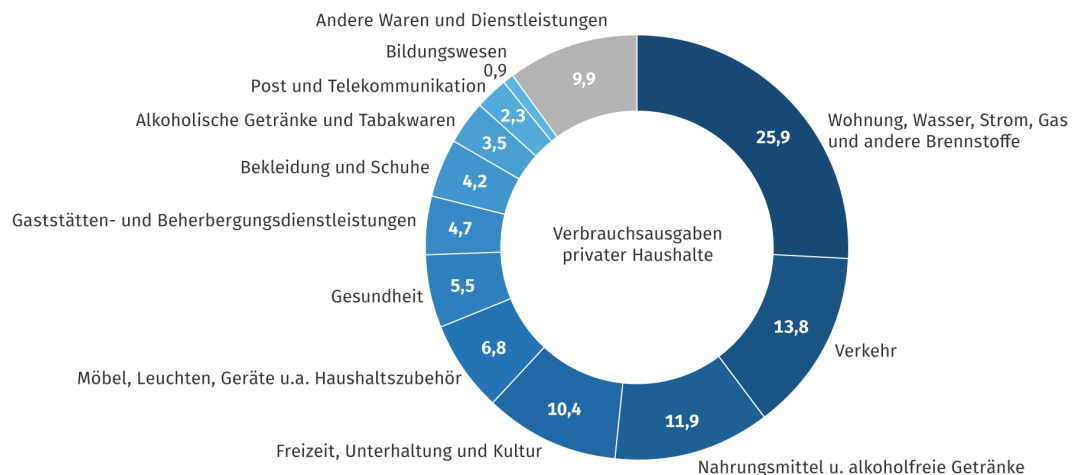 Andere Waren und Dienstleistungen
9,9
Bildungswesen
0,9
Post und Telekommunikation
2,3
Alkoholische Getränke und Tabakwaren
3,5
Bekleidung und Schuhe
4,2
Gaststätten- und Beherbergungsdienstleistungen
4,7
Gesundheit
5,5
Möbel, Leuchten, Geräte u.a. Haushaltszubehör
6,8
Freizeit, Unterhaltung und Kultur
10,4
Nahrungsmittel u. alkoholfreie Getränke
11,9
Verkehr
13,8
Wohnung, Wasser, Strom, Gas
und andere Brennstoffe
25,9
Verbrauchsausgaben
privater Haushalte